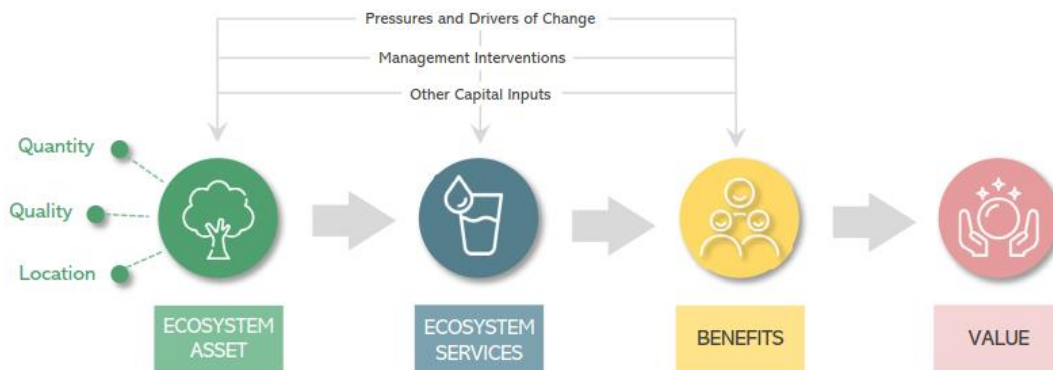 Pressures and Drivers of Change
Management Interventions
Other Capital Inputs
Quantity
Quality
Location
ECOSYSTEM
ASSET
ECOSYSTEM
SERVICES
BENEFITS
VALUE